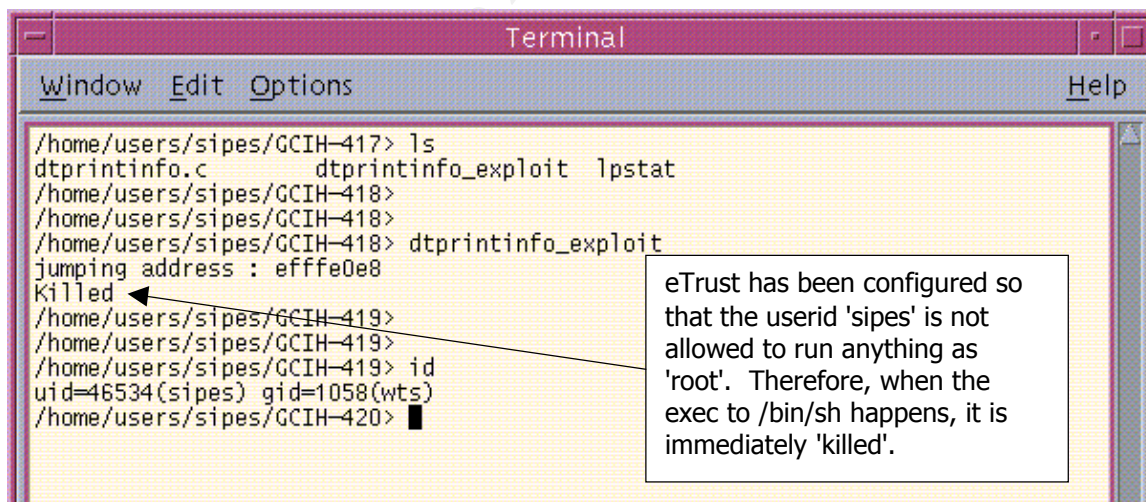 Terminal
Window Edit Options Help
/home/users/sipes/GCIH-417> ls
dtprintinfo.c dtprintinfo_exploit lpstat
/home/users/sipes/GCIH-418>
/home/users/sipes/GCIH-418>
/home/users/sipes/GCIH-418> dtprintinfo_exploit
jumping address : efffe0e8
Killed
/home/users/sipes/GCIH-419>
/home/users/sipes/GCIH-419>
/home/users/sipes/GCIH-419> id
uid=46534(sipes) gid=1058(wts)
/home/users/sipes/GCIH-420>
eTrust has been configured so
that the userid 'sipes' is not
allowed to run anything as
'root'. Therefore, when the
exec to /bin/sh happens, it is
immediately 'killed'.